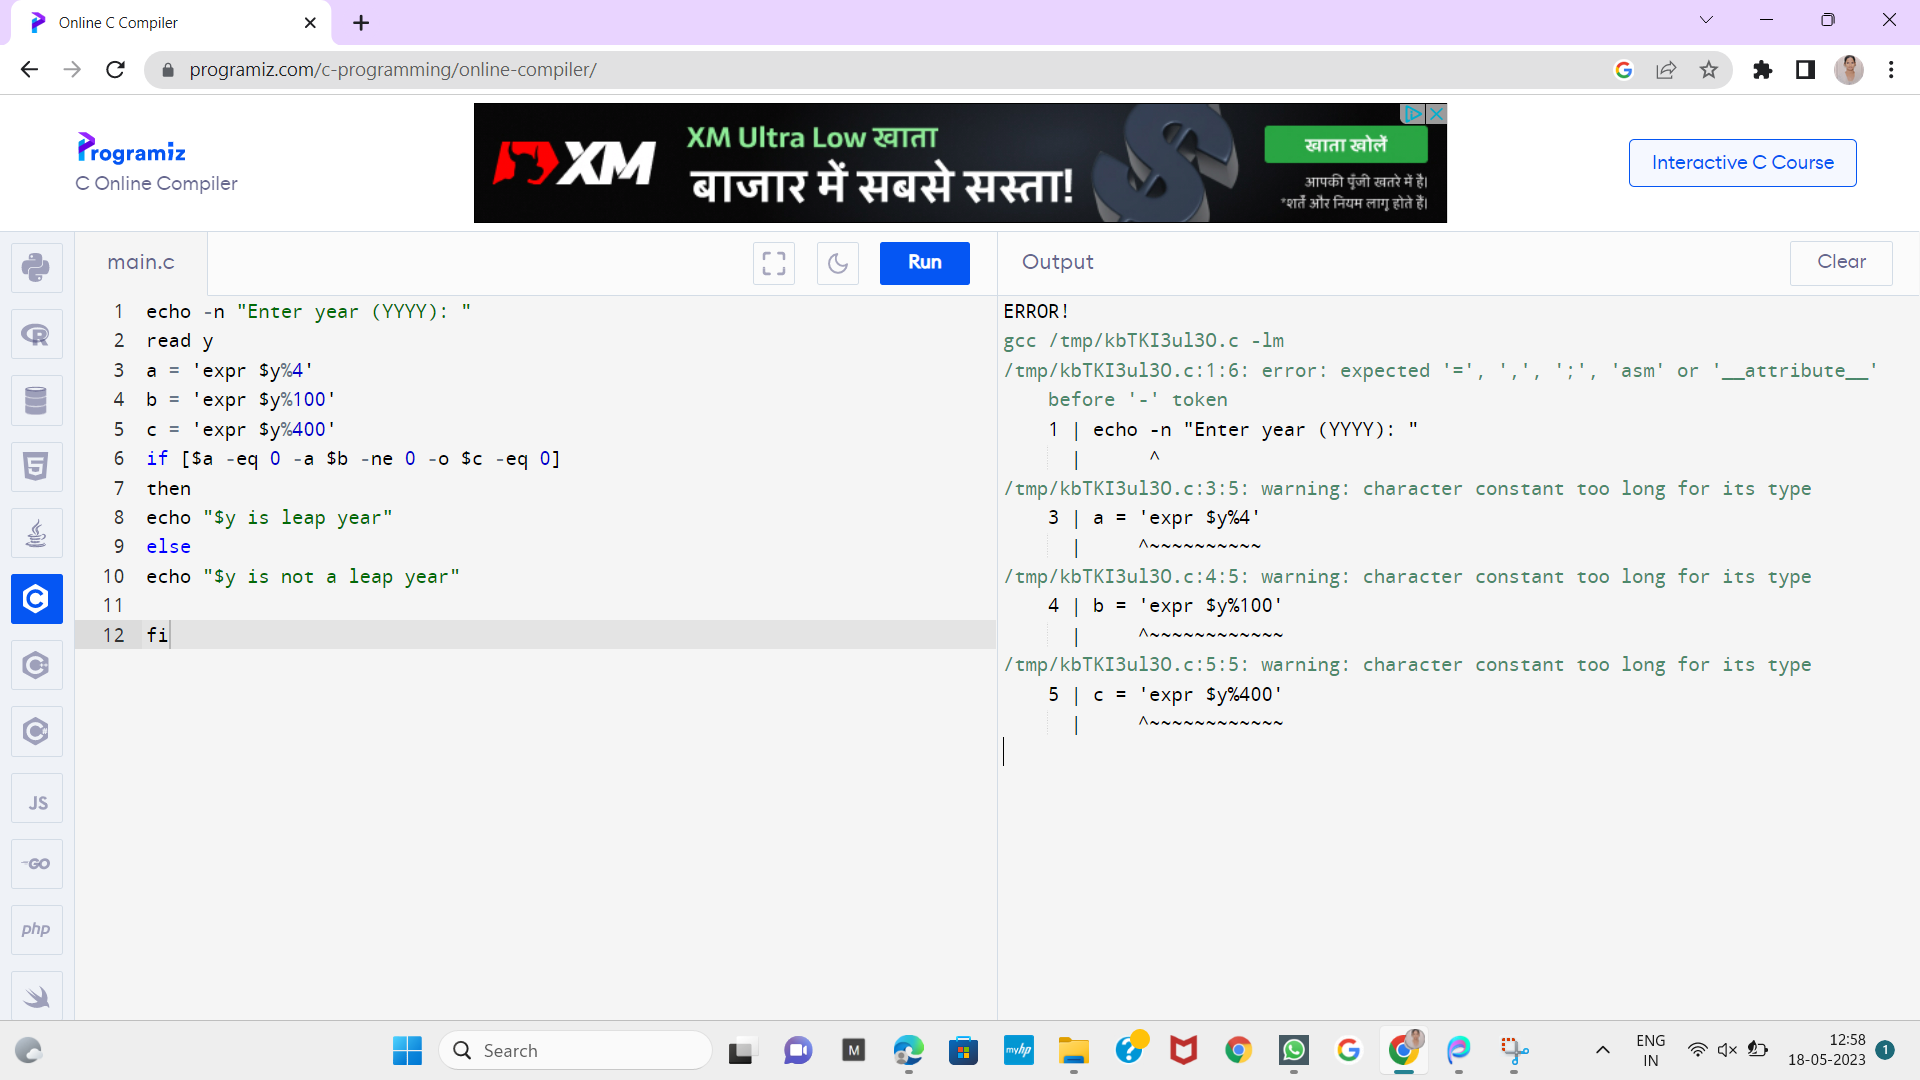 Online C Compiler
programiz.com/c-programming/online-compiler/
Programiz
C Online Compiler
XM
XM Ultra Low खाता
बाजार में सबसे सस्ता!
खाता खोलें
आपकी पूँजी खतरे में है।
*शर्तें और नियम लागू होते हैं।
Interactive C Course
main.c
Run
Output
Clear
1 echo -n "Enter year (YYYY): "
2 read y
3 a = 'expr $y%4'
4 b = 'expr $y%100'
5 c = 'expr $y%400'
6 if [$a -eq 0 -a $b -ne 0 -o $c -eq 0]
7 then
8 echo "$y is leap year"
9 else
10 echo "$y is not a leap year"
11
12 fi
ERROR!
gcc /tmp/kbTKI3ul3O.c -lm
/tmp/kbTKI3ul3O.c:1:6: error: expected '=', ',', ';', 'asm' or '__attribute__'
before '-' token
1 | echo -n "Enter year (YYYY): "
| ^
/tmp/kbTKI3ul3O.c:3:5: warning: character constant too long for its type
3 | a = 'expr $y%4'
| ^~~~~~~~~~~
/tmp/kbTKI3ul3O.c:4:5: warning: character constant too long for its type
4 | b = 'expr $y%100'
| ^~~~~~~~~~~~~
/tmp/kbTKI3ul3O.c:5:5: warning: character constant too long for its type
5 | c = 'expr $y%400'
| ^~~~~~~~~~~~~
R
5
C
JS
GO
php
Search
M
myhp
ENG
IN
12:58
18-05-2023
1